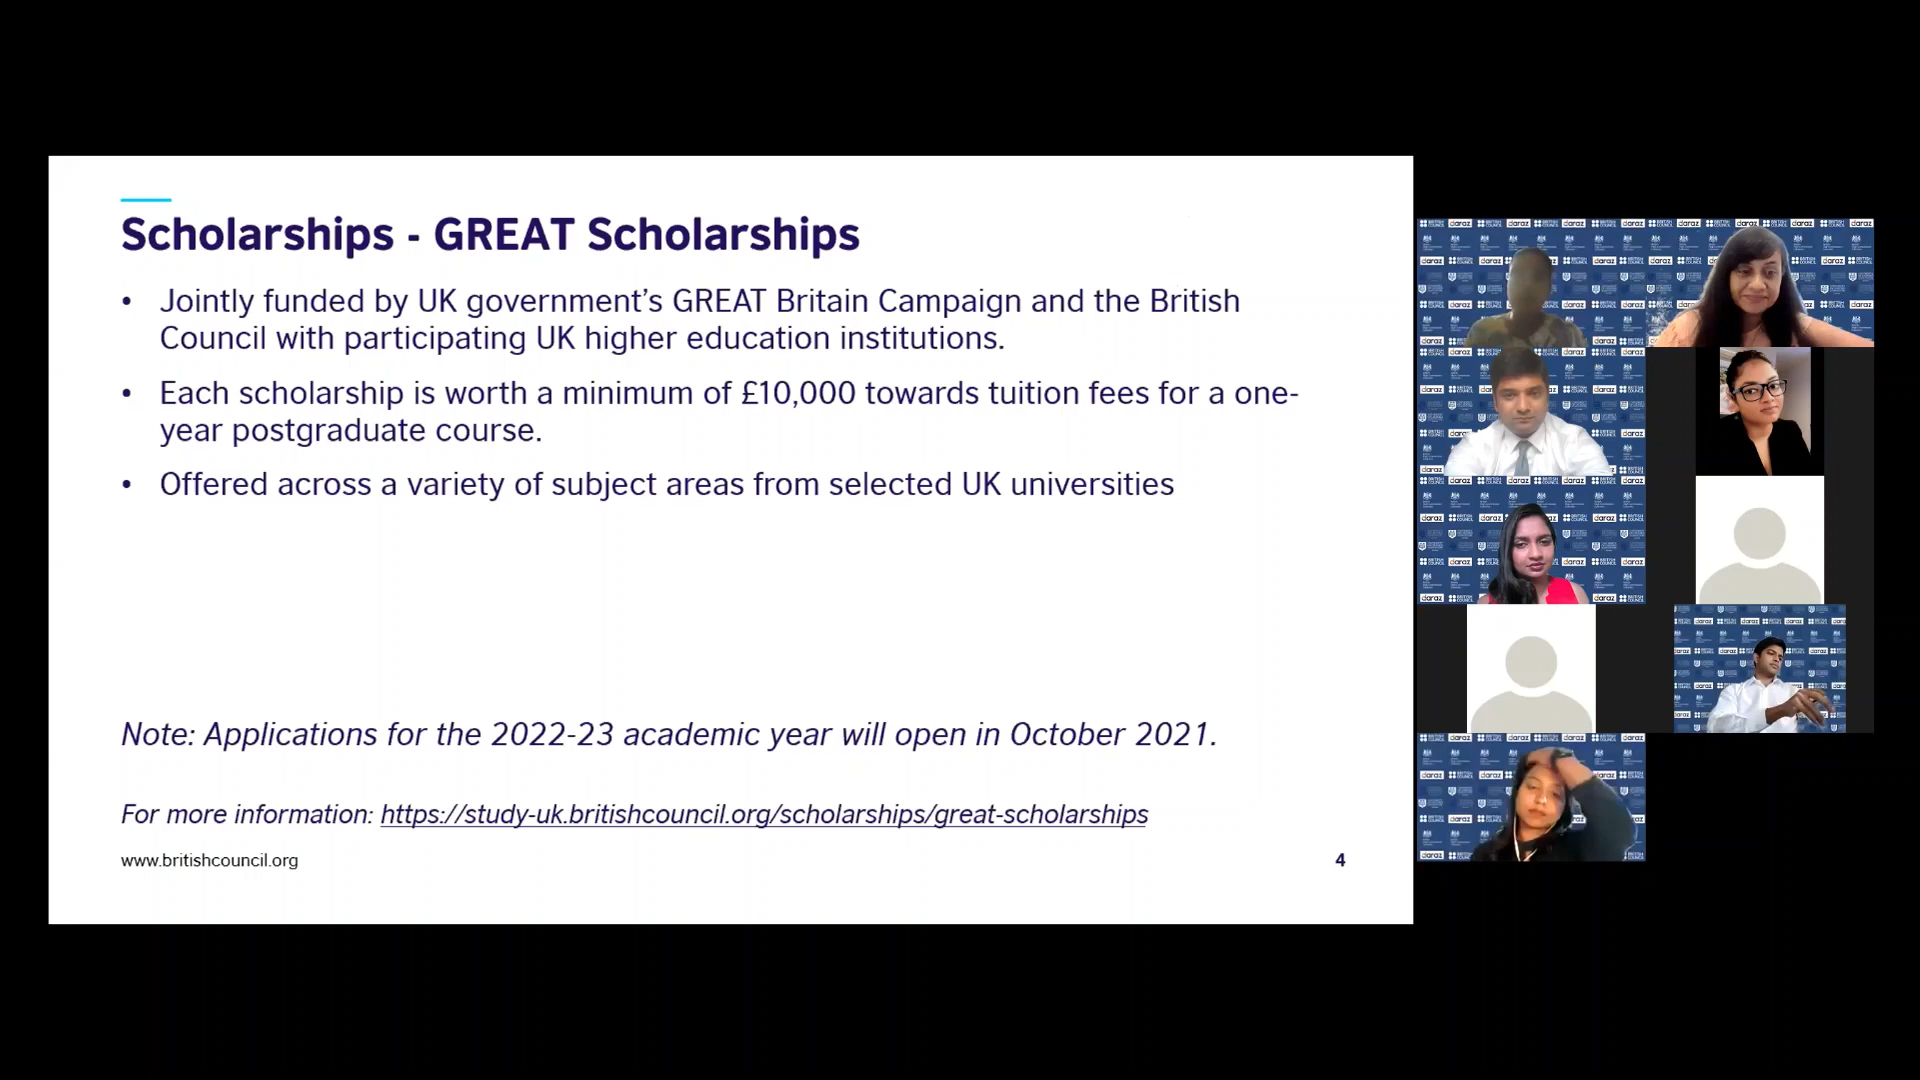 Scholarships - GREAT Scholarships
• Jointly funded by UK government’s GREAT Britain Campaign and the British
Council with participating UK higher education institutions.
• Each scholarship is worth a minimum of £10,000 towards tuition fees for a one-
year postgraduate course.
• Offered across a variety of subject areas from selected UK universities
Note: Applications for the 2022-23 academic year will open in October 2021.
For more information: https://study-uk.britishcouncil.org/scholarships/great-scholarships
www.britishcouncil.org
4
daraz
BRITISH COUNCIL